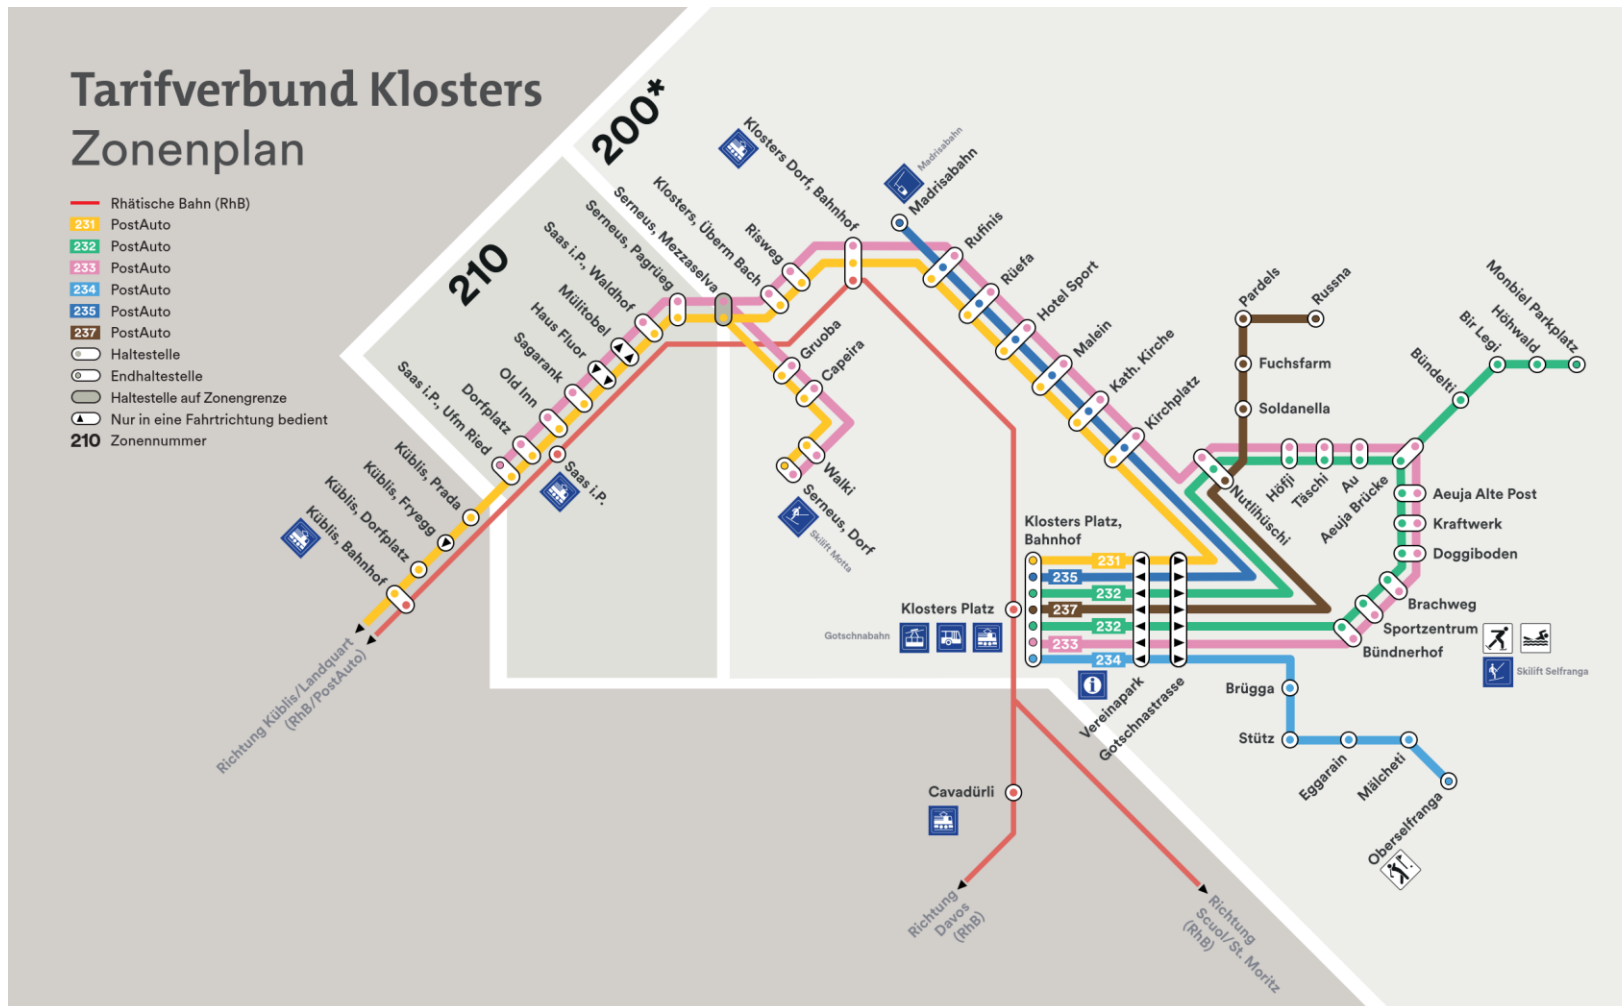 Tarifverbund Klosters
Zonenplan
Rhätische Bahn (RhB)
231 PostAuto
232 PostAuto
233 PostAuto
234 PostAuto
235 PostAuto
237 PostAuto
Haltestelle
Endhaltestelle
Haltestelle auf Zonengrenze
Nur in eine Fahrtrichtung bedient
210 Zonennummer
200*
210
Küblis, Bahnhof
Küblis, Dorfplatz
Küblis, Fryegg
Küblis, Prada
Saas i.P., Ufm Ried
Dorfplatz
Old Inn
Sagarank
Haus Fluor
Mülitobel
Saas i.P., Waldhof
Serneus, Pagrüeg
Serneus, Mezzaselva
Klosters, Überm Bach
Risweg
Klosters Dorf, Bahnhof
Madrisabahn
Madrisabahn
Rufinis
Rüefa
Hotel Sport
Malein
Kath. Kirche
Kirchplatz
Gruoba
Capeira
Walki
Serneus, Dorf
Skilift Motta
Saas i.P.
Pardels
Russna
Fuchsfarm
Soldanella
Nutlihüschi
Höfji
Täschi
Au
Aeuja Brücke
Bündelti
Bir Legi
Höhwald
Monbiel Parkplatz
Aeuja Alte Post
Kraftwerk
Doggiboden
Brachweg
Sportzentrum
Bündnerhof
Skilift Selfranga
Klosters Platz,
Bahnhof
231
235
232
237
232
233
234
Klosters Platz
Gotschnabahn
Vereinapark
Gotschnastrasse
Brügga
Stütz
Eggarain
Mälcheti
Oberselfranga
Cavadürli
Richtung Küblis/Landquart
(RhB/PostAuto)
Richtung
Davos
(RhB)
Richtung
Scuol/St. Moritz
(RhB)